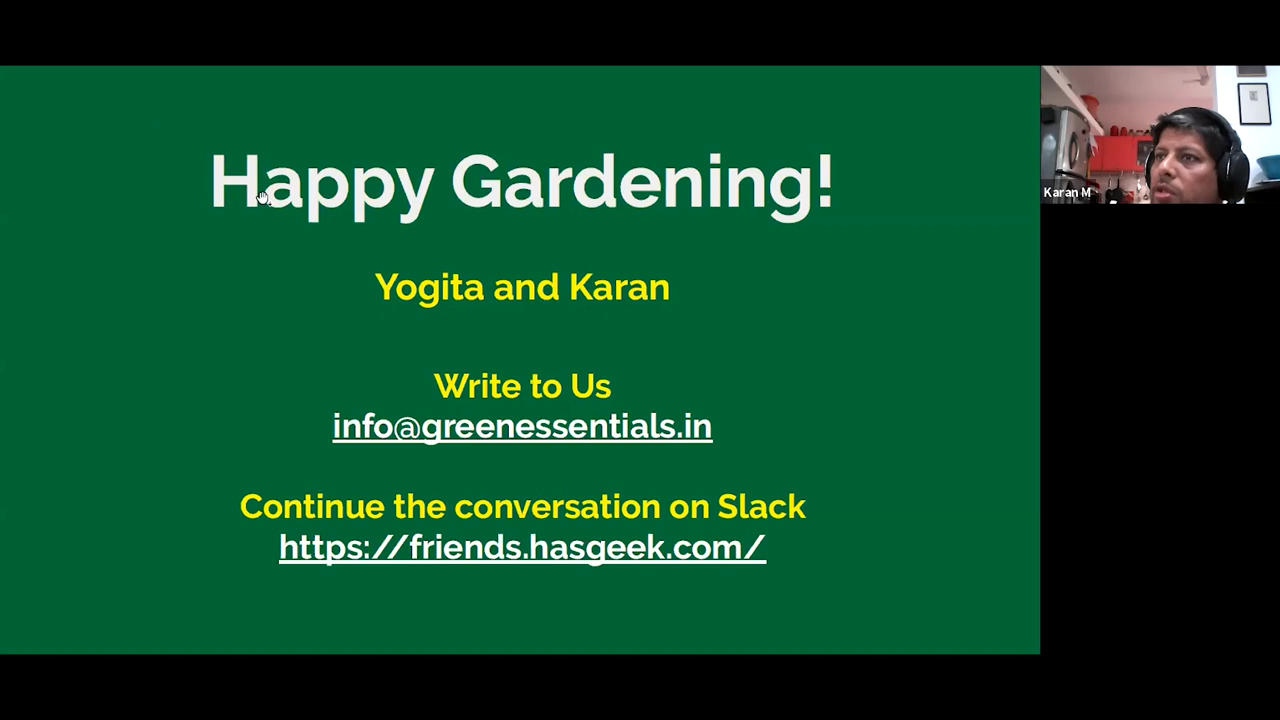 Happy Gardening!
Yogita and Karan
Write to Us
info@greenessentials.in
Continue the conversation on Slack
https://friends.hasgeek.com/
Karan M